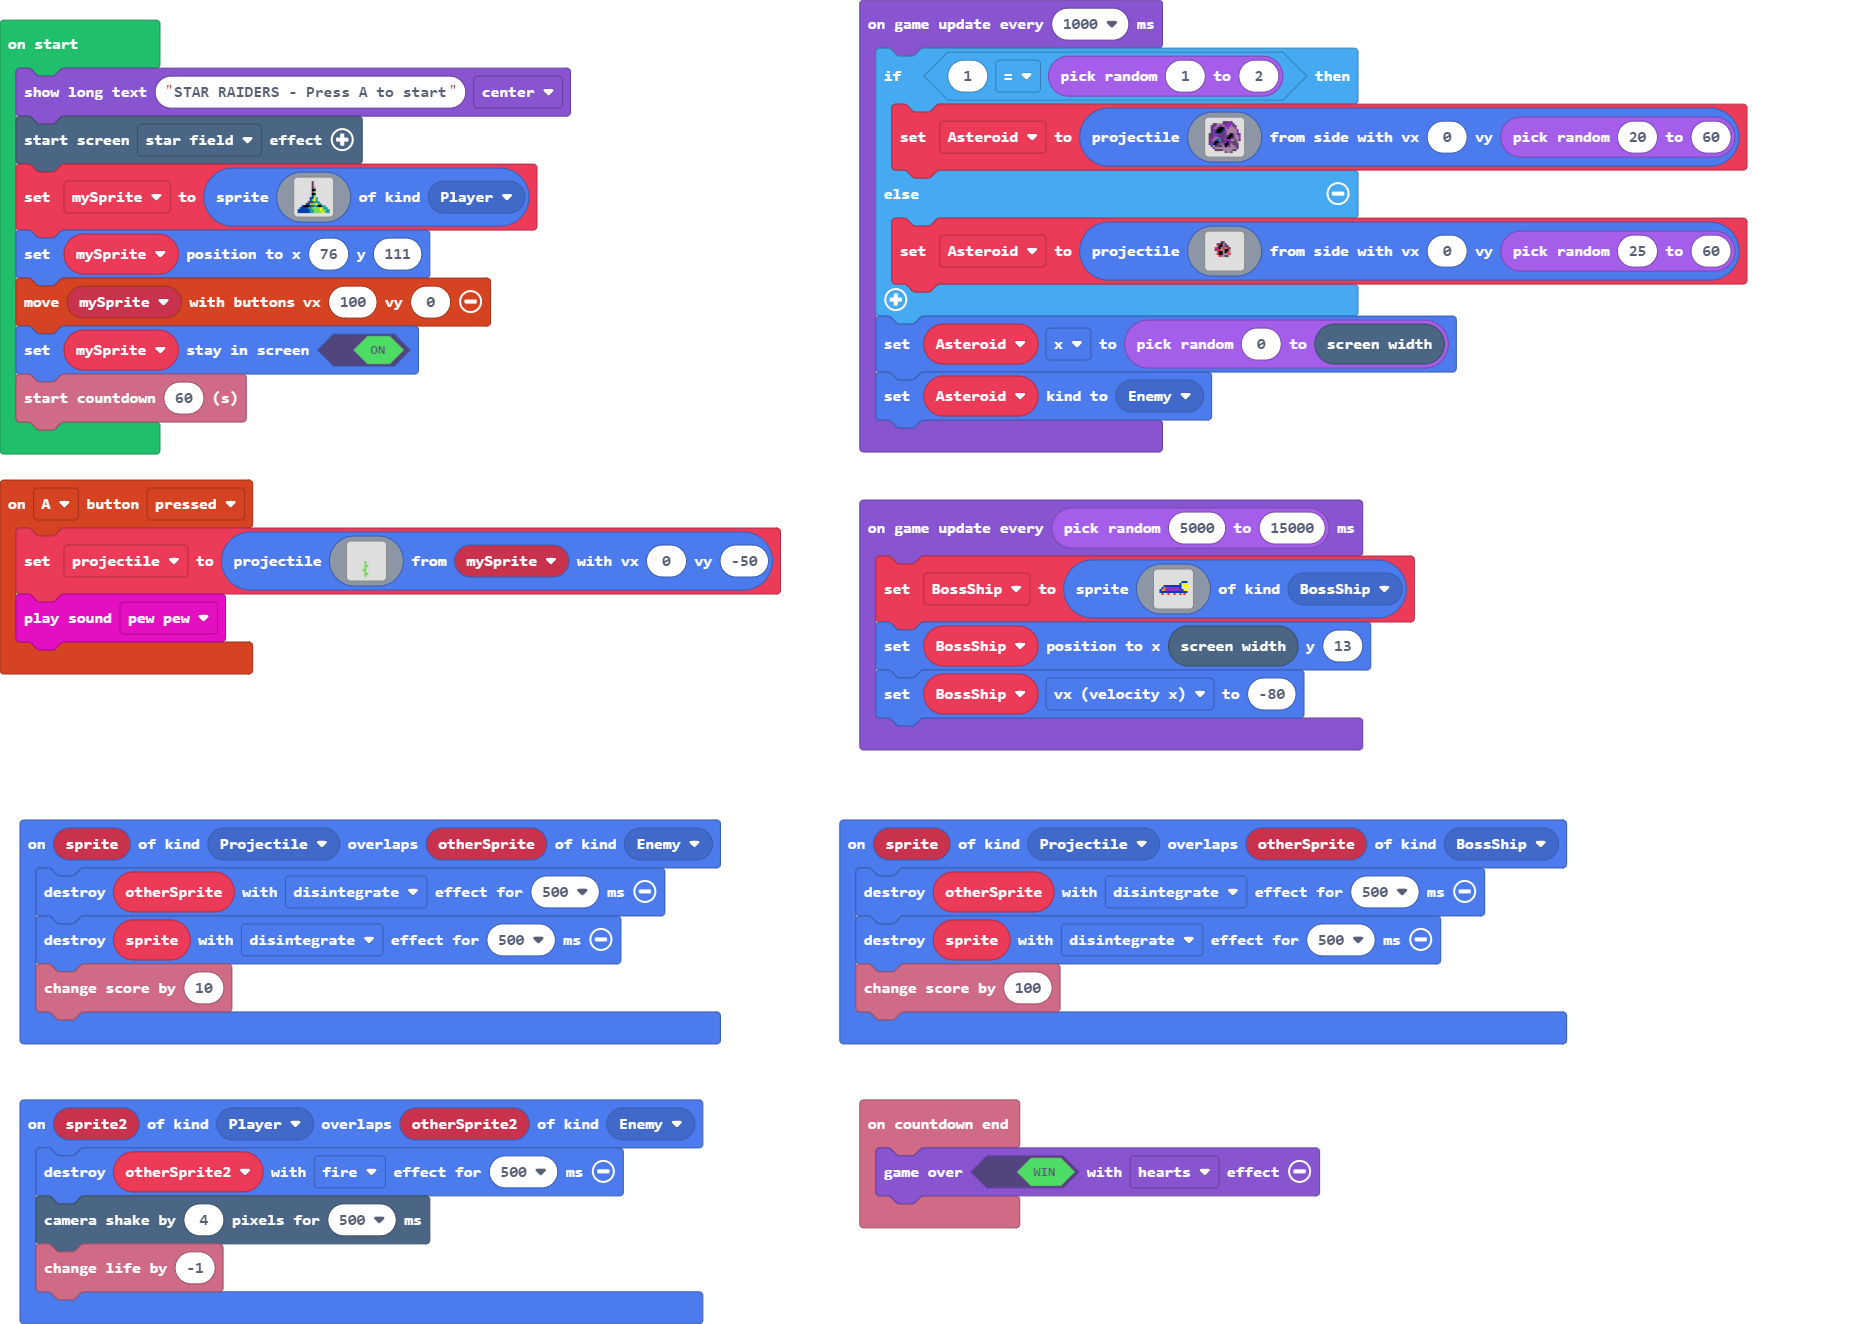 on start
show long text "STAR RAIDERS - Press A to start" center
start screen star field effect
set mySprite to sprite of kind Player
set mySprite position to x 76 y 111
move mySprite with buttons vx 100 vy 0
set mySprite stay in screen ON
start countdown 60 (s)
on A button pressed
set projectile to projectile from mySprite with vx 0 vy -50
play sound pew pew
on game update every 1000 ms
if 1 = pick random 1 to 2 then
set Asteroid to projectile from side with vx 0 vy pick random 20 to 60
else
set Asteroid to projectile from side with vx 0 vy pick random 25 to 60
set Asteroid x to pick random 0 to screen width
set Asteroid kind to Enemy
on game update every pick random 5000 to 15000 ms
set BossShip to sprite of kind BossShip
set BossShip position to x screen width y 13
set BossShip vx (velocity x) to -80
on sprite of kind Projectile overlaps otherSprite of kind Enemy
destroy otherSprite with disintegrate effect for 500 ms
destroy sprite with disintegrate effect for 500 ms
change score by 10
on sprite of kind Projectile overlaps otherSprite of kind BossShip
destroy otherSprite with disintegrate effect for 500 ms
destroy sprite with disintegrate effect for 500 ms
change score by 100
on sprite2 of kind Player overlaps otherSprite2 of kind Enemy
destroy otherSprite2 with fire effect for 500 ms
camera shake by 4 pixels for 500 ms
change life by -1
on countdown end
game over WIN with hearts effect